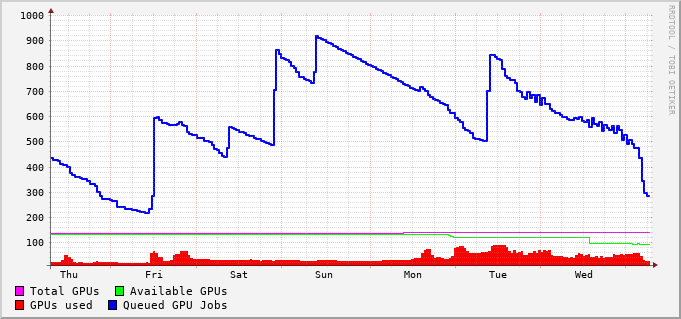 1000
900
800
700
600
500
400
300
200
100
Thu Fri Sat Sun Mon Tue Wed
Total GPUs Available GPUs
GPUs used Queued GPU Jobs
RRDTOOL / TOBI OETIKER